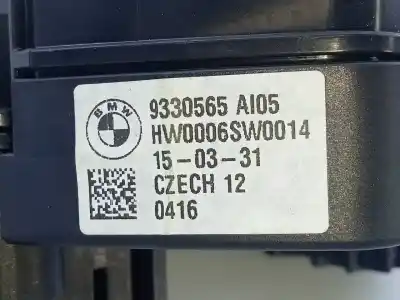 BMW
9330565 AI05
HW0006SW0014
15-03-31
CZECH 12
0416